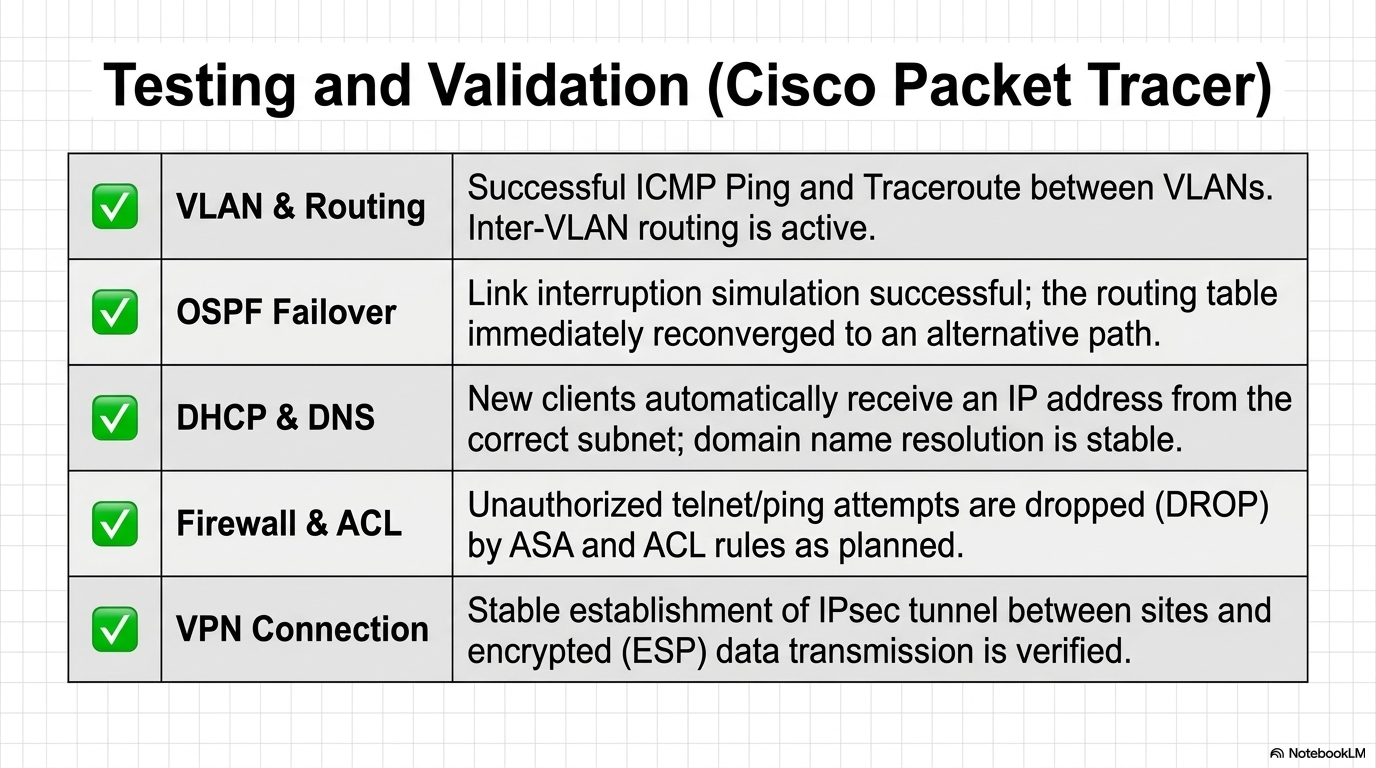 Testing and Validation (Cisco Packet Tracer)
✅ VLAN & Routing
Successful ICMP Ping and Traceroute between VLANs.
Inter-VLAN routing is active.
✅ OSPF Failover
Link interruption simulation successful; the routing table
immediately reconverged to an alternative path.
✅ DHCP & DNS
New clients automatically receive an IP address from the
correct subnet; domain name resolution is stable.
✅ Firewall & ACL
Unauthorized telnet/ping attempts are dropped (DROP)
by ASA and ACL rules as planned.
✅ VPN Connection
Stable establishment of IPsec tunnel between sites and
encrypted (ESP) data transmission is verified.
NotebookLM